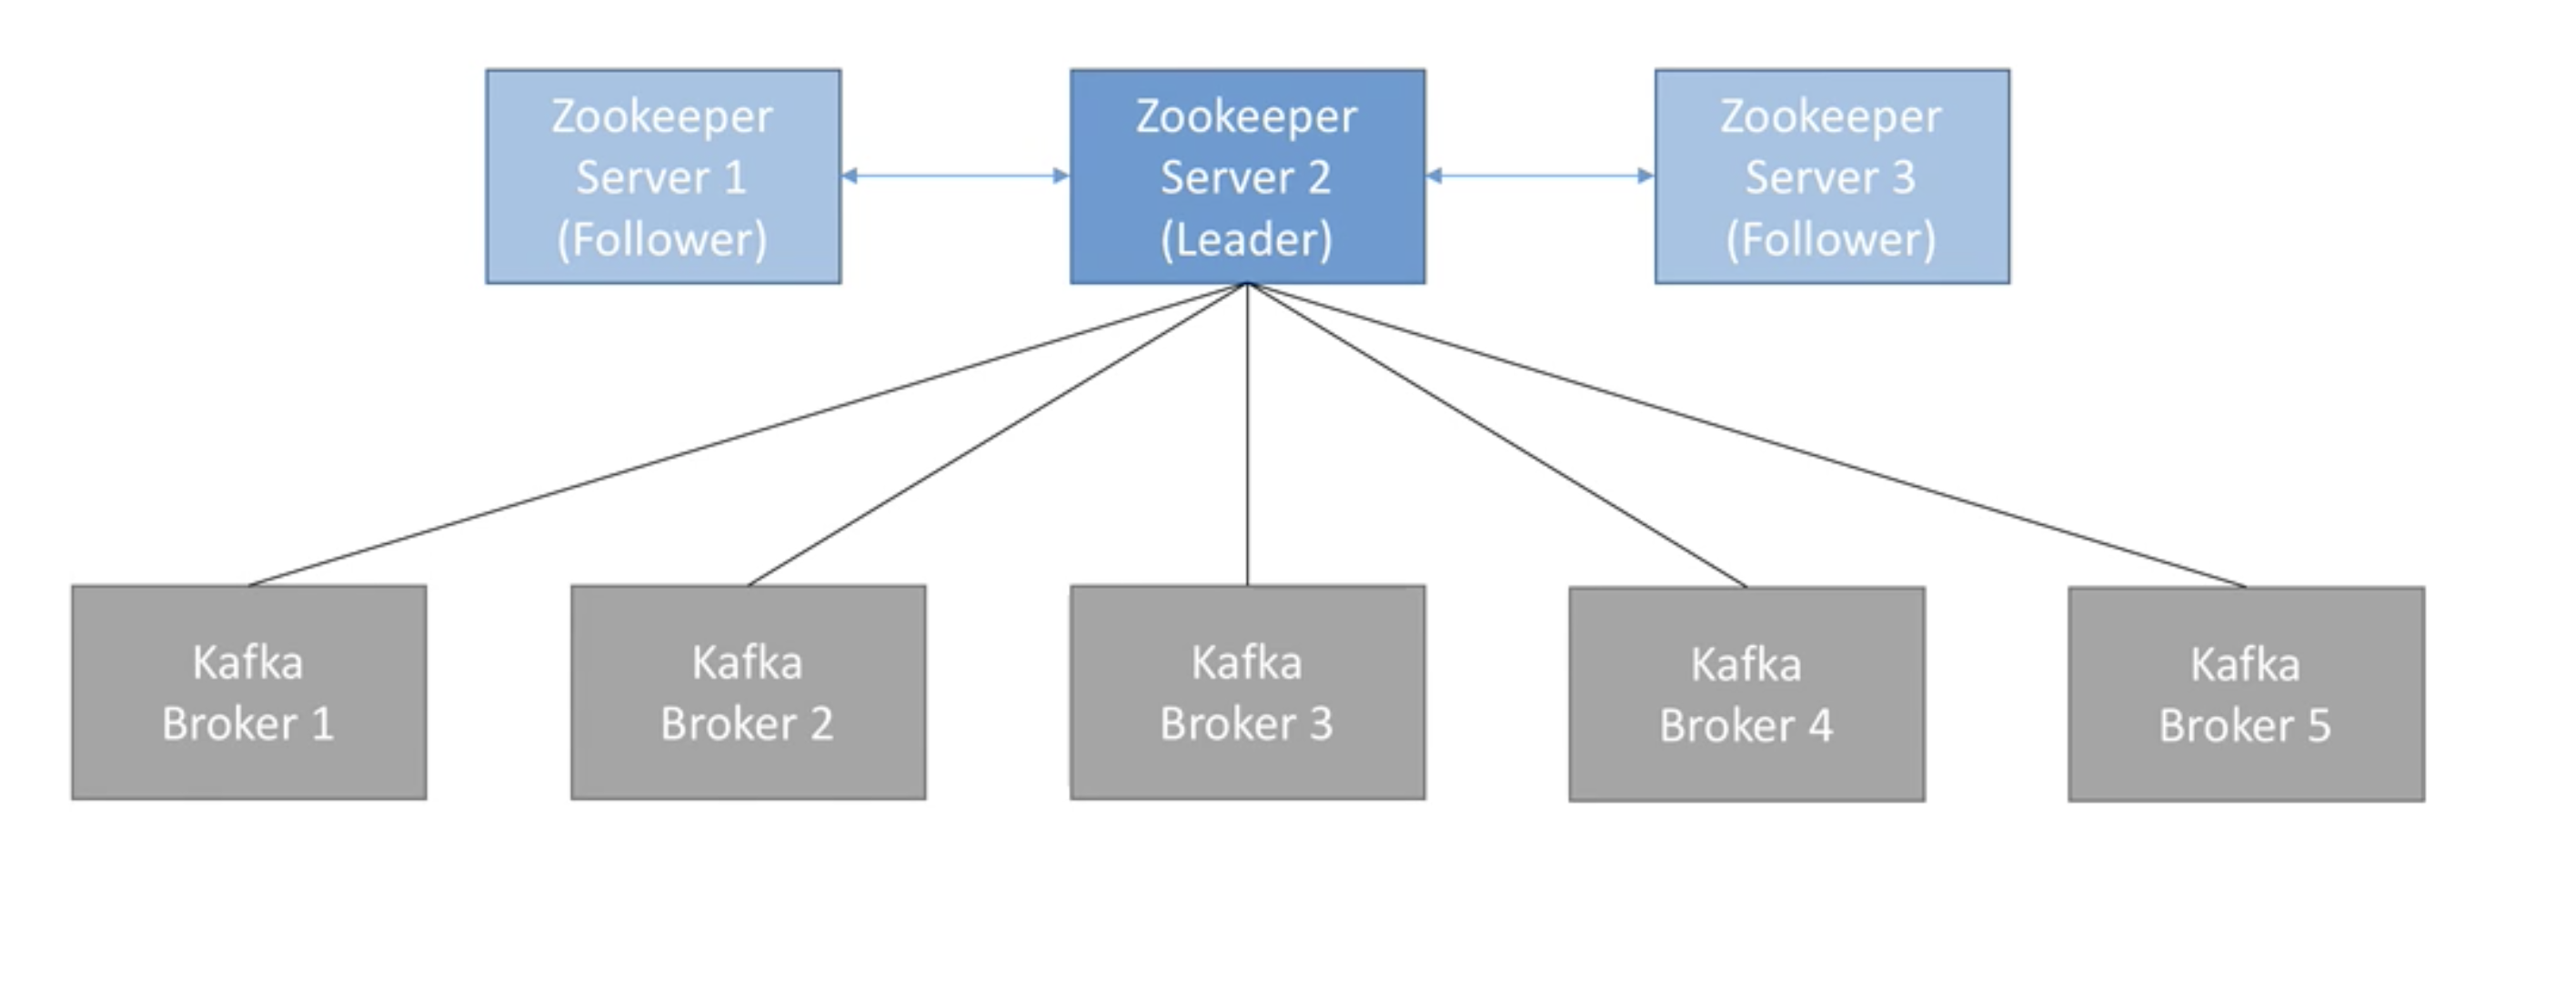 Zookeeper
Server 1
(Follower)
Zookeeper
Server 2
(Leader)
Zookeeper
Server 3
(Follower)
Kafka
Broker 1
Kafka
Broker 2
Kafka
Broker 3
Kafka
Broker 4
Kafka
Broker 5